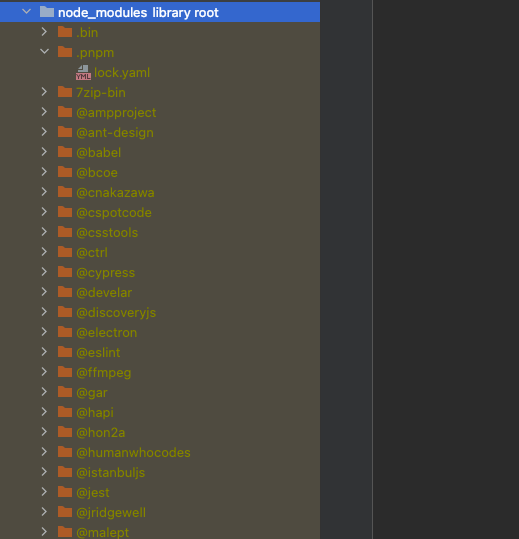 node_modules library root
.bin
.pnpm
YML lock.yaml
7zip-bin
@ampproject
@ant-design
@babel
@bcoe
@cnakazawa
@cspotcode
@csstools
@ctrl
@cypress
@develar
@discoveryjs
@electron
@eslint
@ffmpeg
@gar
@hapi
@hon2a
@humanwhocodes
@istanbuljs
@jest
@jridgewell
@malept